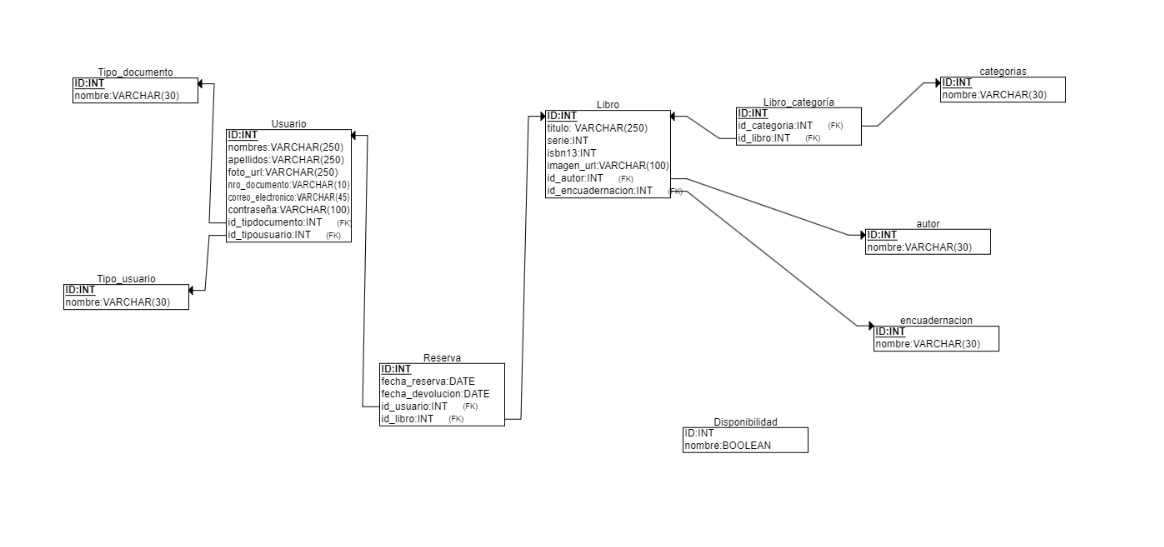 Tipo_documento
ID:INT
nombre:VARCHAR(30)
Usuario
ID:INT
nombres:VARCHAR(250)
apellidos:VARCHAR(250)
foto_url:VARCHAR(250)
nro_documento:VARCHAR(10)
correo_electronico:VARCHAR(45)
contraseña:VARCHAR(100)
id_tipdocumento:INT (FK)
id_tipousuario:INT (FK)
Tipo_usuario
ID:INT
nombre:VARCHAR(30)
Reserva
ID:INT
fecha_reserva:DATE
fecha_devolucion:DATE
id_usuario:INT (FK)
id_libro:INT (FK)
Libro
ID:INT
titulo: VARCHAR(250)
serie:INT
isbn13:INT
imagen_url:VARCHAR(100)
id_autor:INT (FK)
id_encuadernacion:INT (FK)
Libro_categoría
ID:INT
id_categoria:INT (FK)
id_libro:INT (FK)
categorias
ID:INT
nombre:VARCHAR(30)
autor
ID:INT
nombre:VARCHAR(30)
encuadernacion
ID:INT
nombre:VARCHAR(30)
Disponibilidad
ID:INT
nombre:BOOLEAN